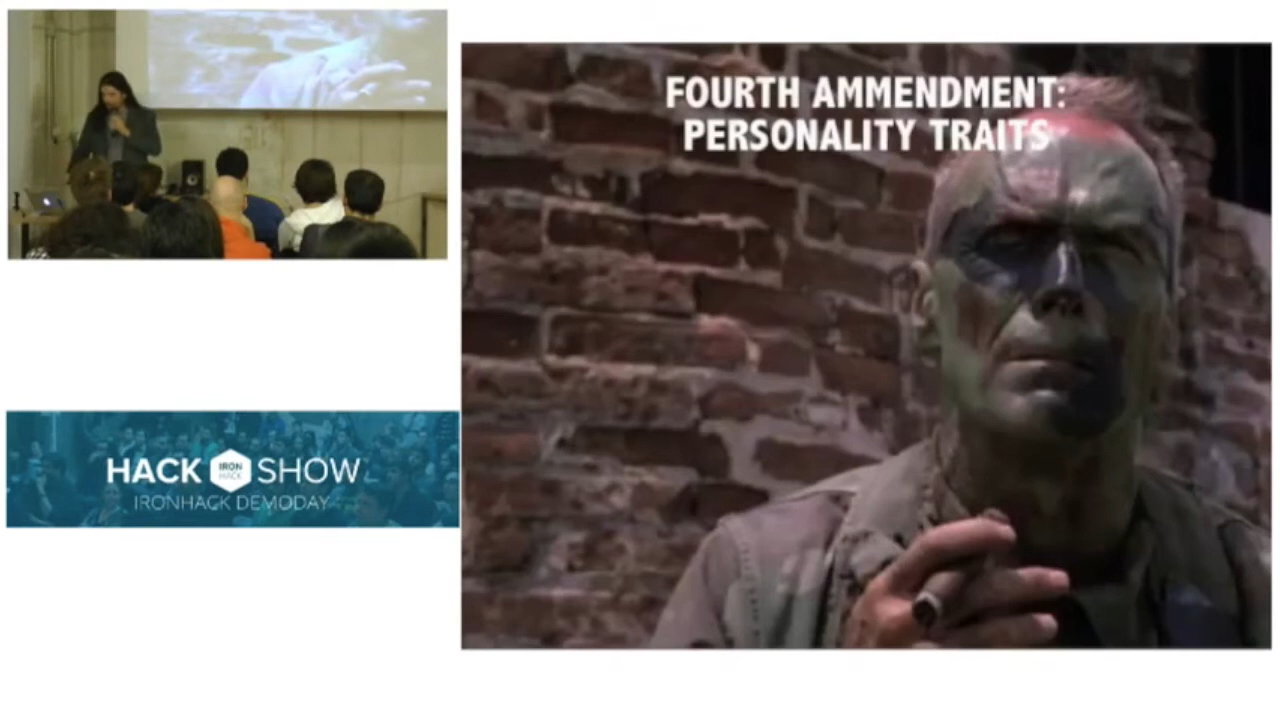 FOURTH AMMENDMENT:
PERSONALITY TRAITS
HACK IRON HACK SHOW
IRONHACK DEMODAY